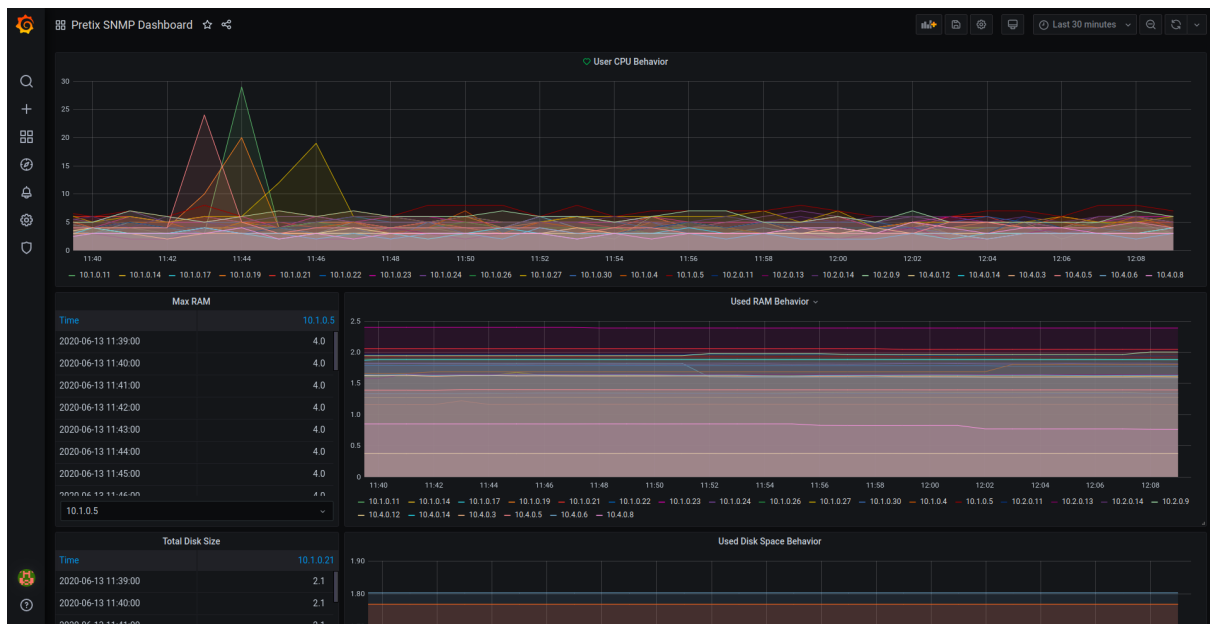 Pretix SNMP Dashboard
Last 30 minutes
User CPU Behavior
30
25
20
15
10
5
0
11:40 11:42 11:44 11:46 11:48 11:50 11:52 11:54 11:56 11:58 12:00 12:02 12:04 12:06 12:08
10.1.0.11 10.1.0.14 10.1.0.17 10.1.0.19 10.1.0.21 10.1.0.22 10.1.0.23 10.1.0.24 10.1.0.26 10.1.0.27 10.1.0.30 10.1.0.4 10.1.0.5 10.2.0.11 10.2.0.13 10.2.0.14 10.2.0.9 10.4.0.12 10.4.0.14 10.4.0.3 10.4.0.5 10.4.0.6 10.4.0.8
Max RAM
Time 10.1.0.5
2020-06-13 11:39:00 4.0
2020-06-13 11:40:00 4.0
2020-06-13 11:41:00 4.0
2020-06-13 11:42:00 4.0
2020-06-13 11:43:00 4.0
2020-06-13 11:44:00 4.0
2020-06-13 11:45:00 4.0
2020-06-13 11:46:00 4.0
10.1.0.5
Used RAM Behavior
2.5
2.0
1.5
1.0
0.5
0
11:40 11:42 11:44 11:46 11:48 11:50 11:52 11:54 11:56 11:58 12:00 12:02 12:04 12:06 12:08
10.1.0.11 10.1.0.14 10.1.0.17 10.1.0.19 10.1.0.21 10.1.0.22 10.1.0.23 10.1.0.24 10.1.0.26 10.1.0.27 10.1.0.30 10.1.0.4 10.1.0.5 10.2.0.11 10.2.0.13 10.2.0.14 10.2.0.9
10.4.0.12 10.4.0.14 10.4.0.3 10.4.0.5 10.4.0.6 10.4.0.8
Total Disk Size
Time 10.1.0.21
2020-06-13 11:39:00 2.1
2020-06-13 11:40:00 2.1
2020-06-13 11:41:00 2.1
Used Disk Space Behavior
1.90
1.80